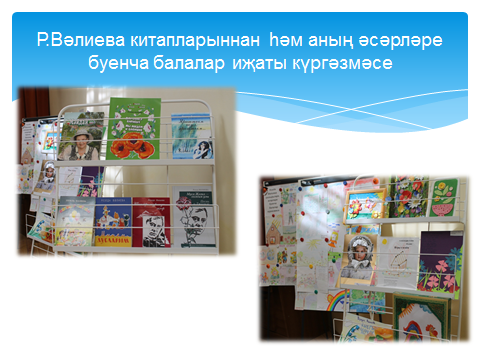 Р.Вәлиева китапларыннан һәм аның әсәрләре
буенча балалар иҗаты күргәзмәсе